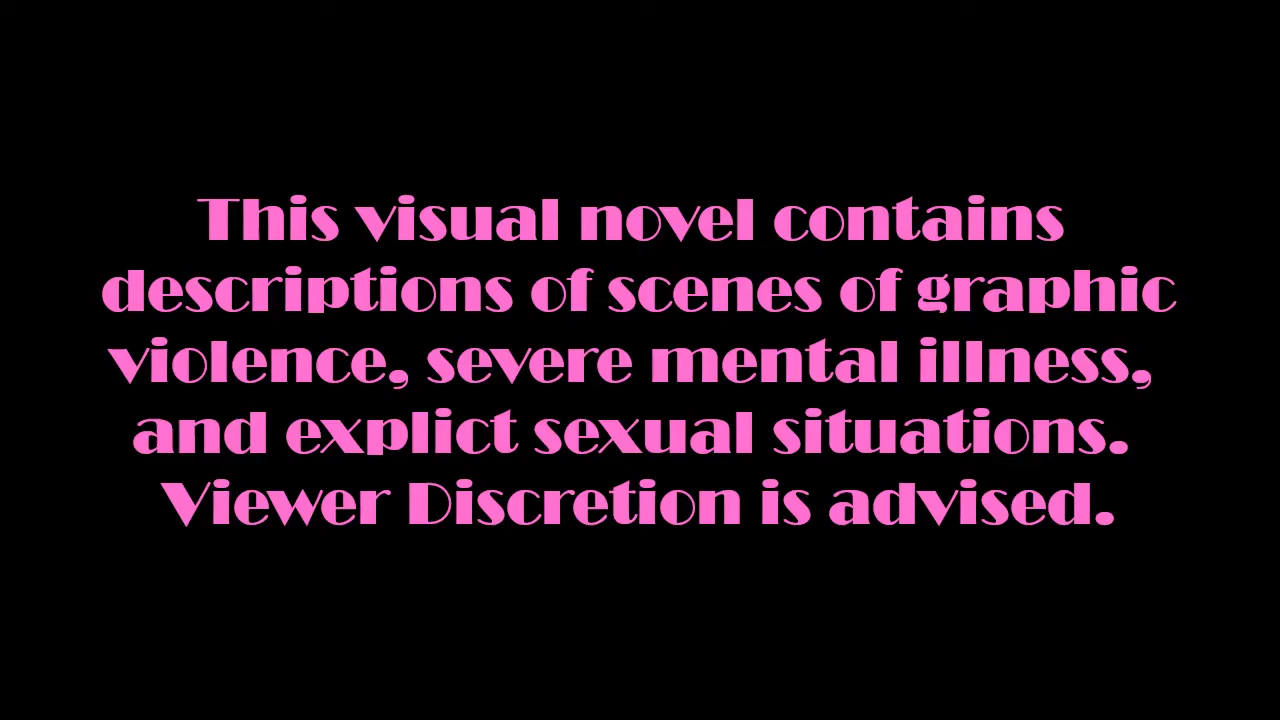 This visual novel contains
descriptions of scenes of graphic
violence, severe mental illness,
and explict sexual situations.
Viewer Discretion is advised.